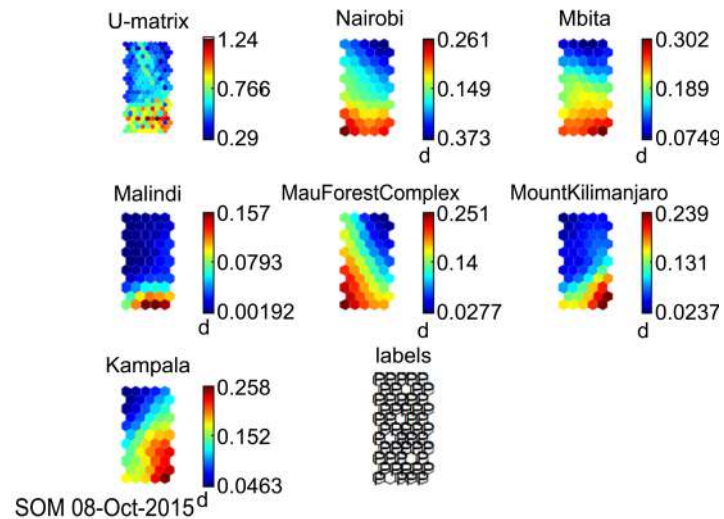 U-matrix
1.24
0.766
0.29
Nairobi
0.261
0.149
0.373
d
Mbita
0.302
0.189
0.0749
d
Malindi
0.157
0.0793
0.00192
d
MauForestComplex
0.251
0.14
0.0277
d
MountKilimanjaro
0.239
0.131
0.0237
d
Kampala
0.258
0.152
0.0463
d
labels
SOM 08-Oct-2015